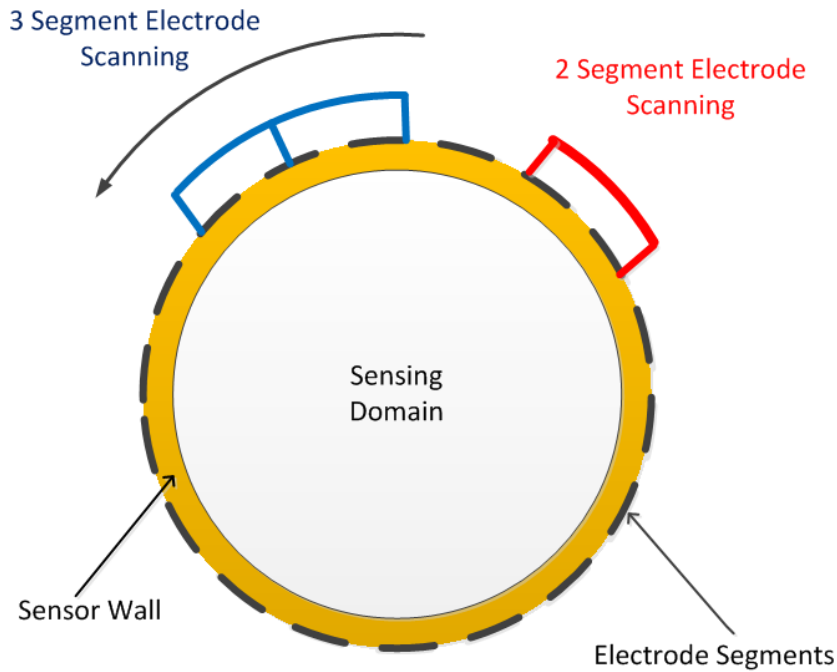 3 Segment Electrode
Scanning
2 Segment Electrode
Scanning
Sensing
Domain
Sensor Wall
Electrode Segments